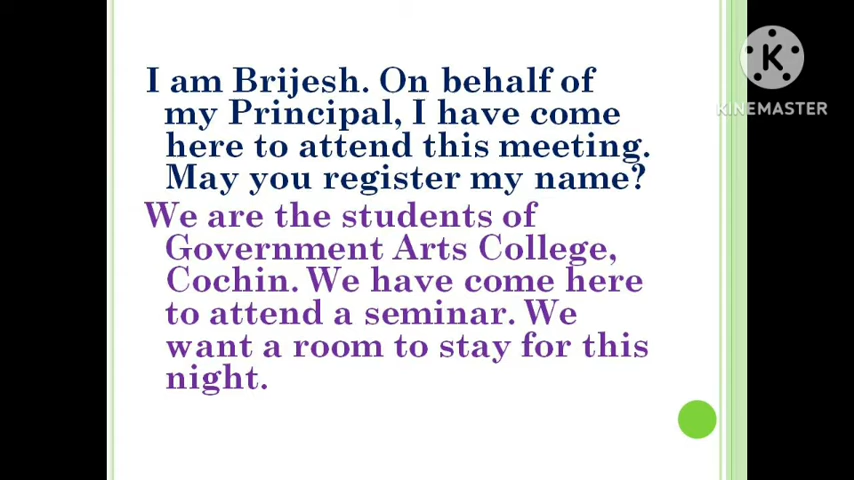 I am Brijesh. On behalf of
my Principal, I have come
here to attend this meeting.
May you register my name?
We are the students of
Government Arts College,
Cochin. We have come here
to attend a seminar. We
want a room to stay for this
night.
K
KINEMASTER